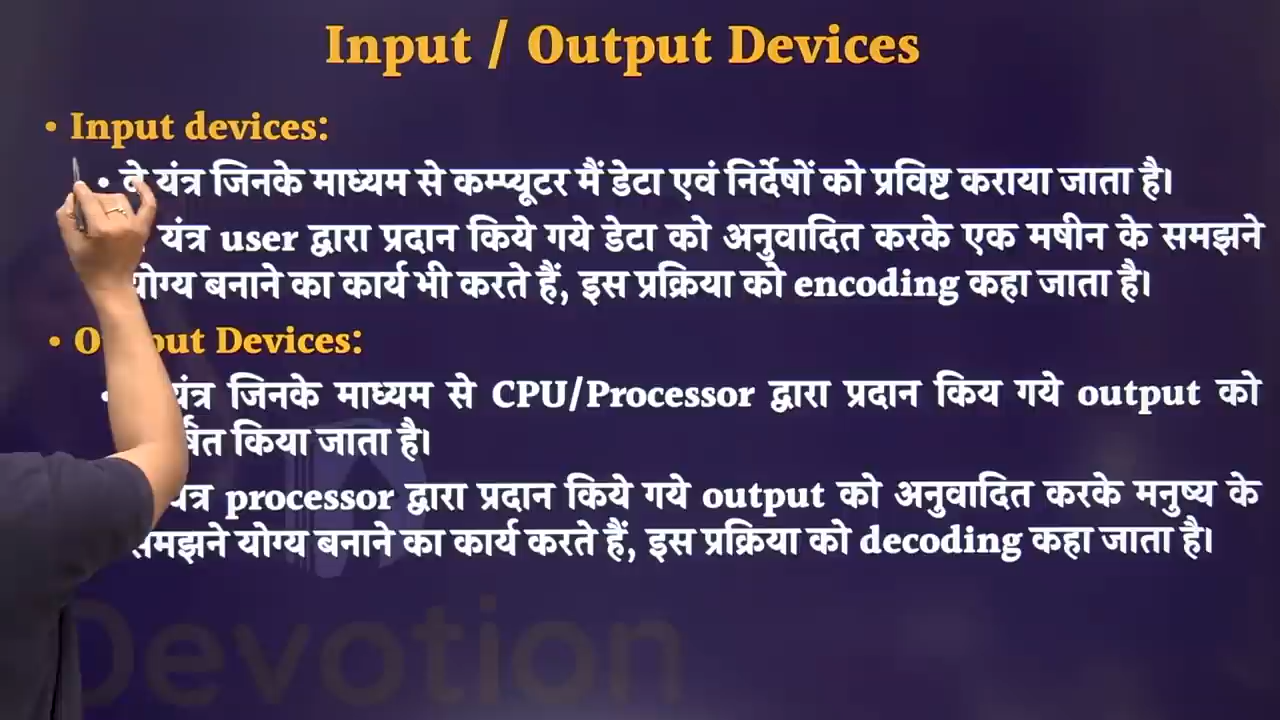 Input / Output Devices
• Input devices:
• वे यंत्र जिनके माध्यम से कम्प्यूटर मैं डेटा एवं निर्देषों को प्रविष्ट कराया जाता है।
यंत्र user द्वारा प्रदान किये गये डेटा को अनुवादित करके एक मषीन के समझने
योग्य बनाने का कार्य भी करते हैं, इस प्रक्रिया को encoding कहा जाता है।
• Output Devices:
यंत्र जिनके माध्यम से CPU/Processor द्वारा प्रदान किय गये output को
किया जाता है।
यंत्र processor द्वारा प्रदान किये गये output को अनुवादित करके मनुष्य के
समझने योग्य बनाने का कार्य करते हैं, इस प्रक्रिया को decoding कहा जाता है।
Devotion